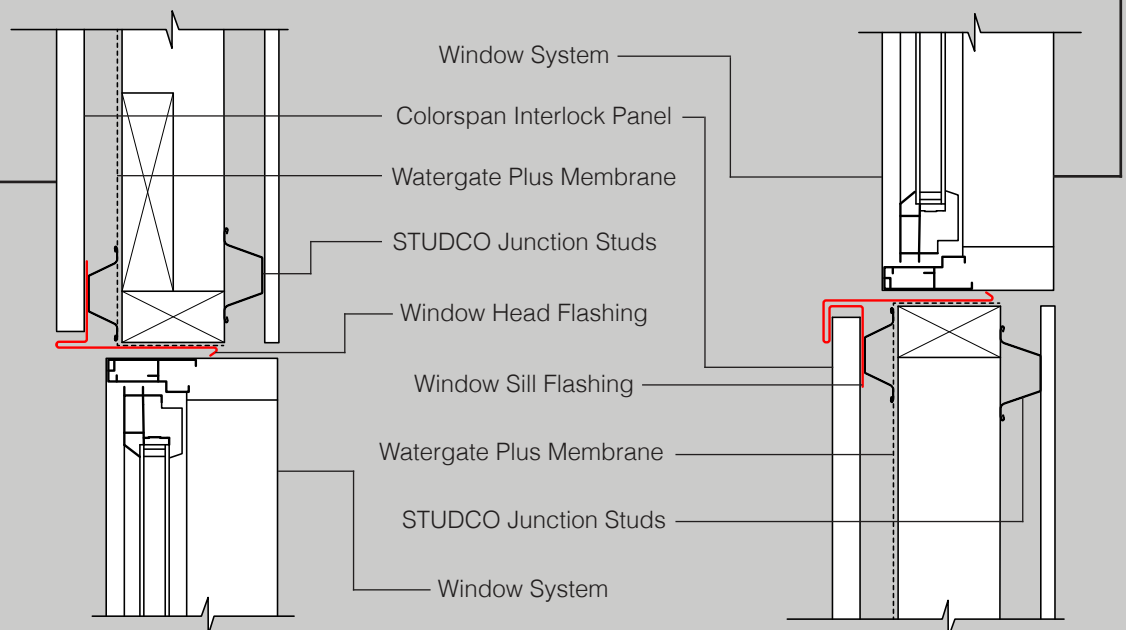 Window System
Colorspan Interlock Panel
Watergate Plus Membrane
STUDCO Junction Studs
Window Head Flashing
Window Sill Flashing
Watergate Plus Membrane
STUDCO Junction Studs
Window System